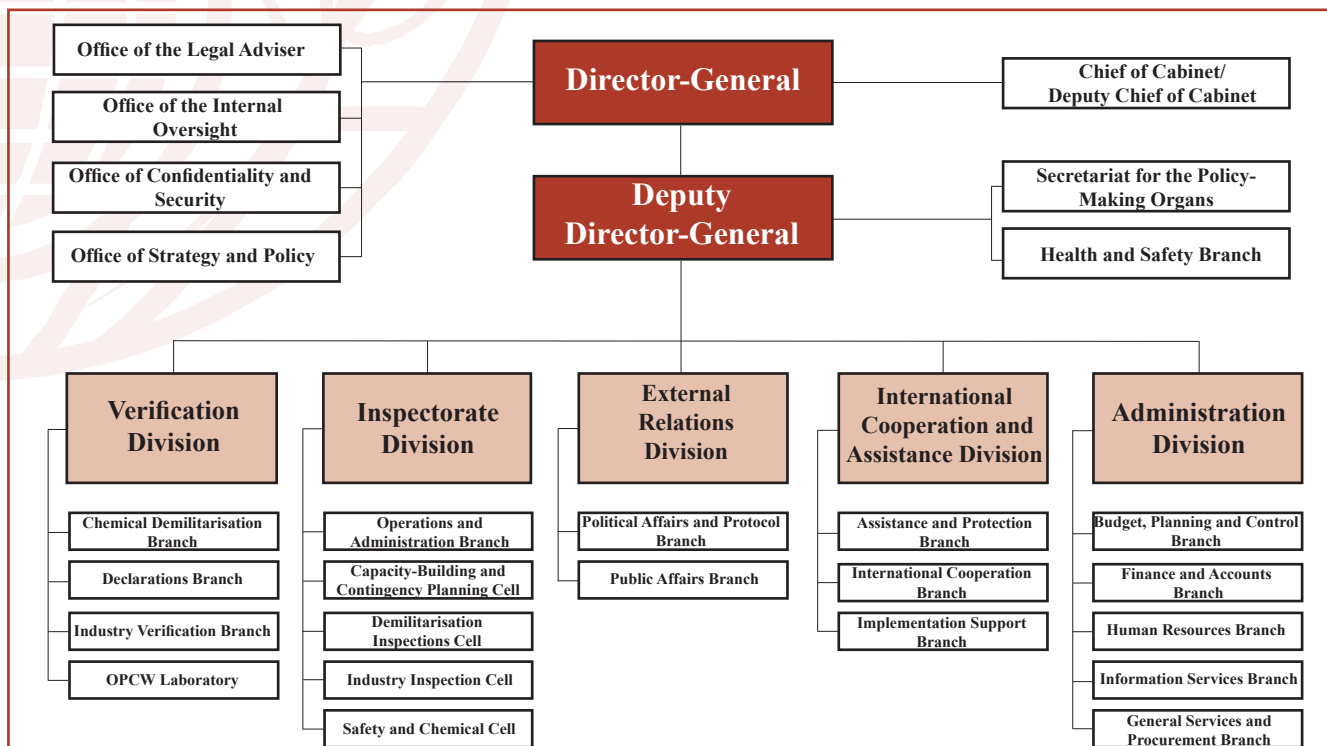 Office of the Legal Adviser
Office of the Internal
Oversight
Office of Confidentiality and
Security
Office of Strategy and Policy
Director-General
Deputy
Director-General
Chief of Cabinet/
Deputy Chief of Cabinet
Secretariat for the Policy-
Making Organs
Health and Safety Branch
Verification
Division
Chemical Demilitarisation
Branch
Declarations Branch
Industry Verification Branch
OPCW Laboratory
Inspectorate
Division
Operations and
Administration Branch
Capacity-Building and
Contingency Planning Cell
Demilitarisation
Inspections Cell
Industry Inspection Cell
Safety and Chemical Cell
External
Relations
Division
Political Affairs and Protocol
Branch
Public Affairs Branch
International
Cooperation and
Assistance Division
Assistance and Protection
Branch
International Cooperation
Branch
Implementation Support
Branch
Administration
Division
Budget, Planning and Control
Branch
Finance and Accounts
Branch
Human Resources Branch
Information Services Branch
General Services and
Procurement Branch